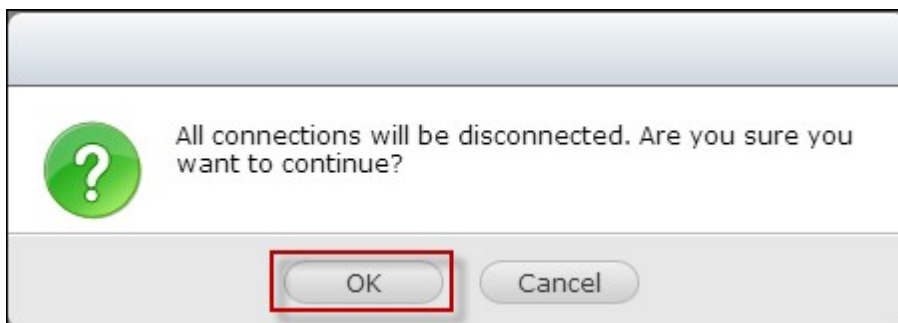 All connections will be disconnected. Are you sure you
want to continue?
OK Cancel